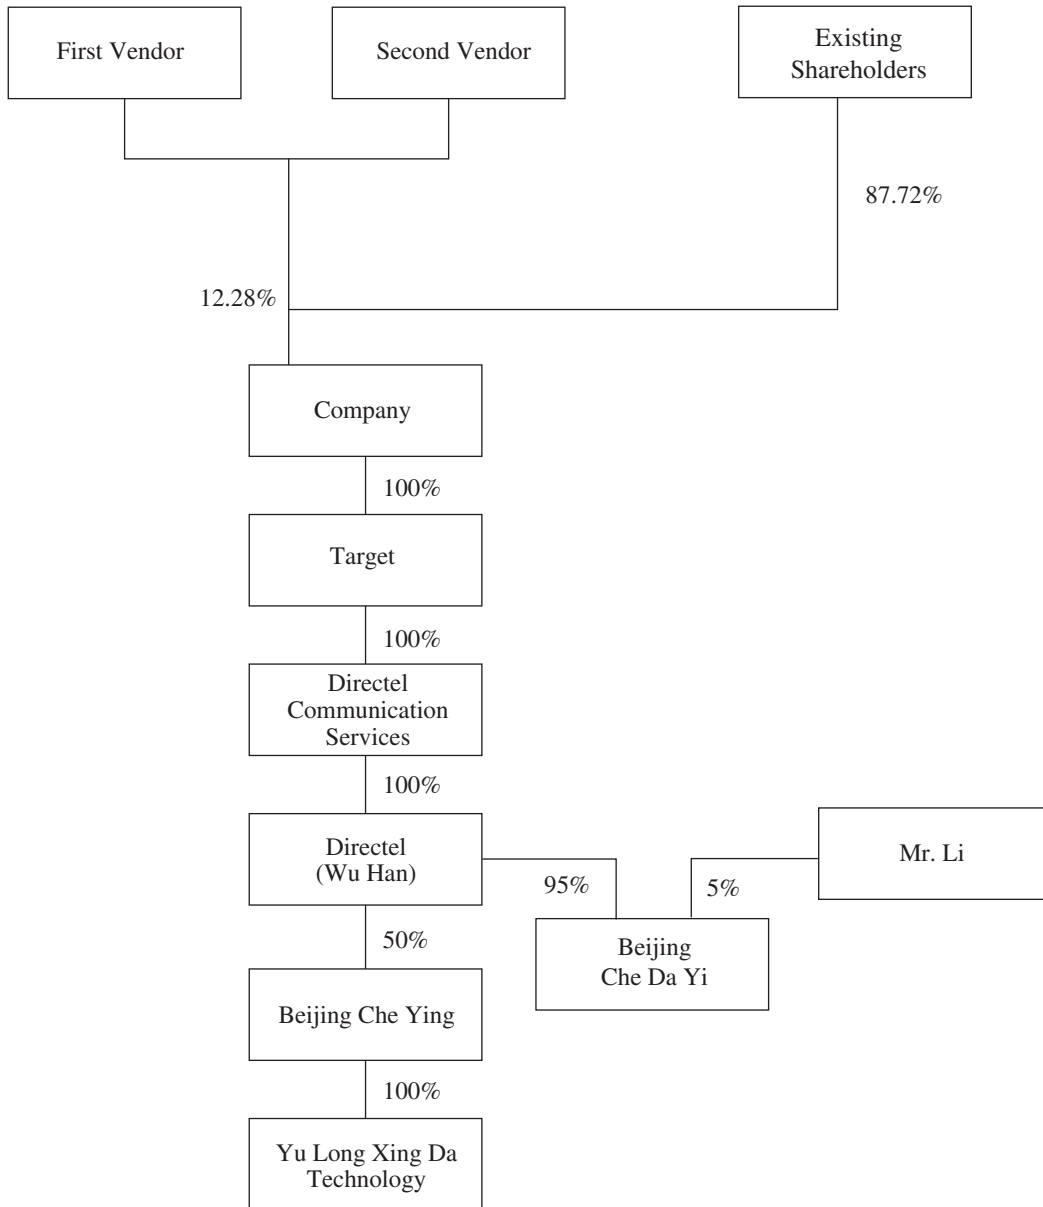 First Vendor
Second Vendor
Existing
Shareholders
87.72%
12.28%
Company
100%
Target
100%
Directel
Communication
Services
100%
Directel
(Wu Han)
Mr. Li
95%
5%
50%
Beijing
Che Da Yi
Beijing Che Ying
100%
Yu Long Xing Da
Technology